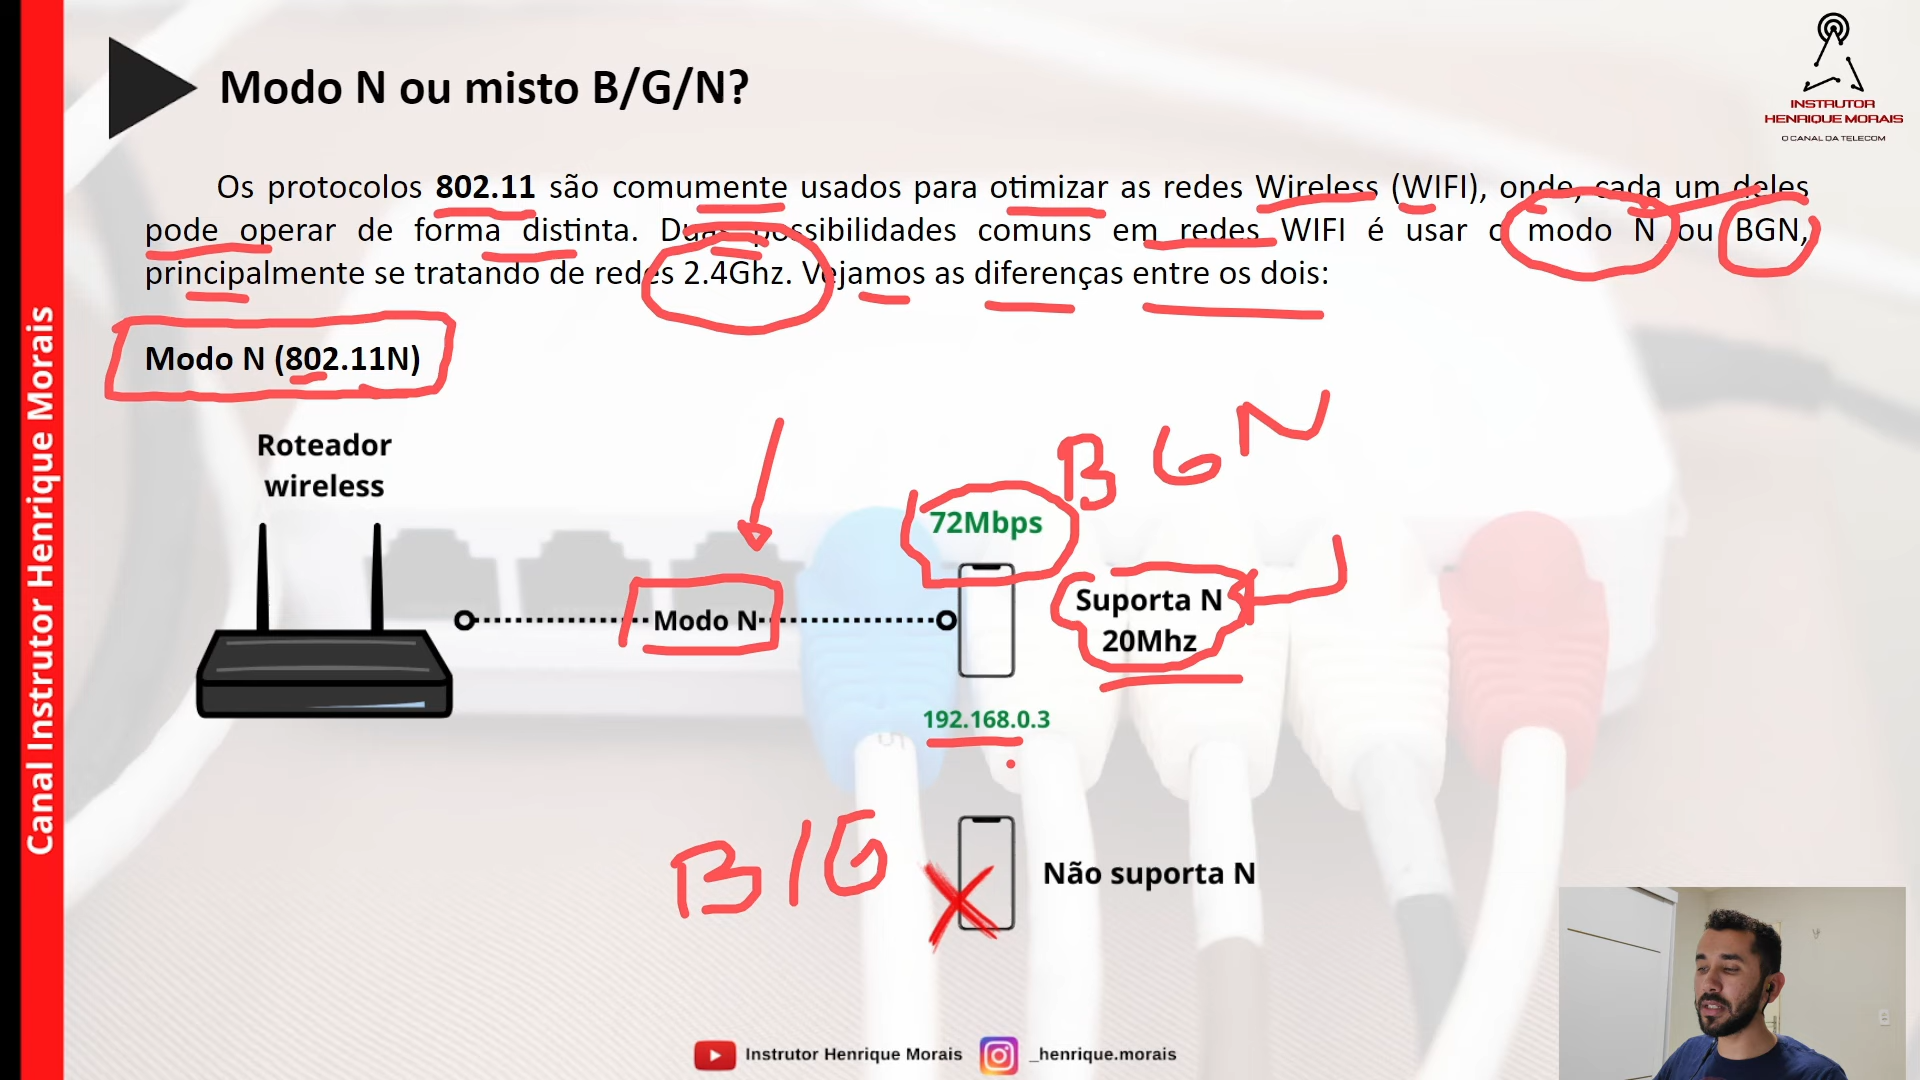 Modo N ou misto B/G/N?
INSTRUTOR
HENRIQUE MORAIS
O CANAL DA TELECOM
Os protocolos 802.11 são comumente usados para otimizar as redes Wireless (WIFI), onde, cada um deles
pode operar de forma distinta. Duas possibilidades comuns em redes WIFI é usar o modo N ou BGN,
principalmente se tratando de redes 2.4Ghz. Vejamos as diferenças entre os dois:
Modo N (802.11N)
Canal Instrutor Henrique Morais
Roteador
wireless
B G N
72Mbps
Modo N
Suporta N
20Mhz
192.168.0.3
B/G
Não suporta N
Instrutor Henrique Morais
_henrique.morais